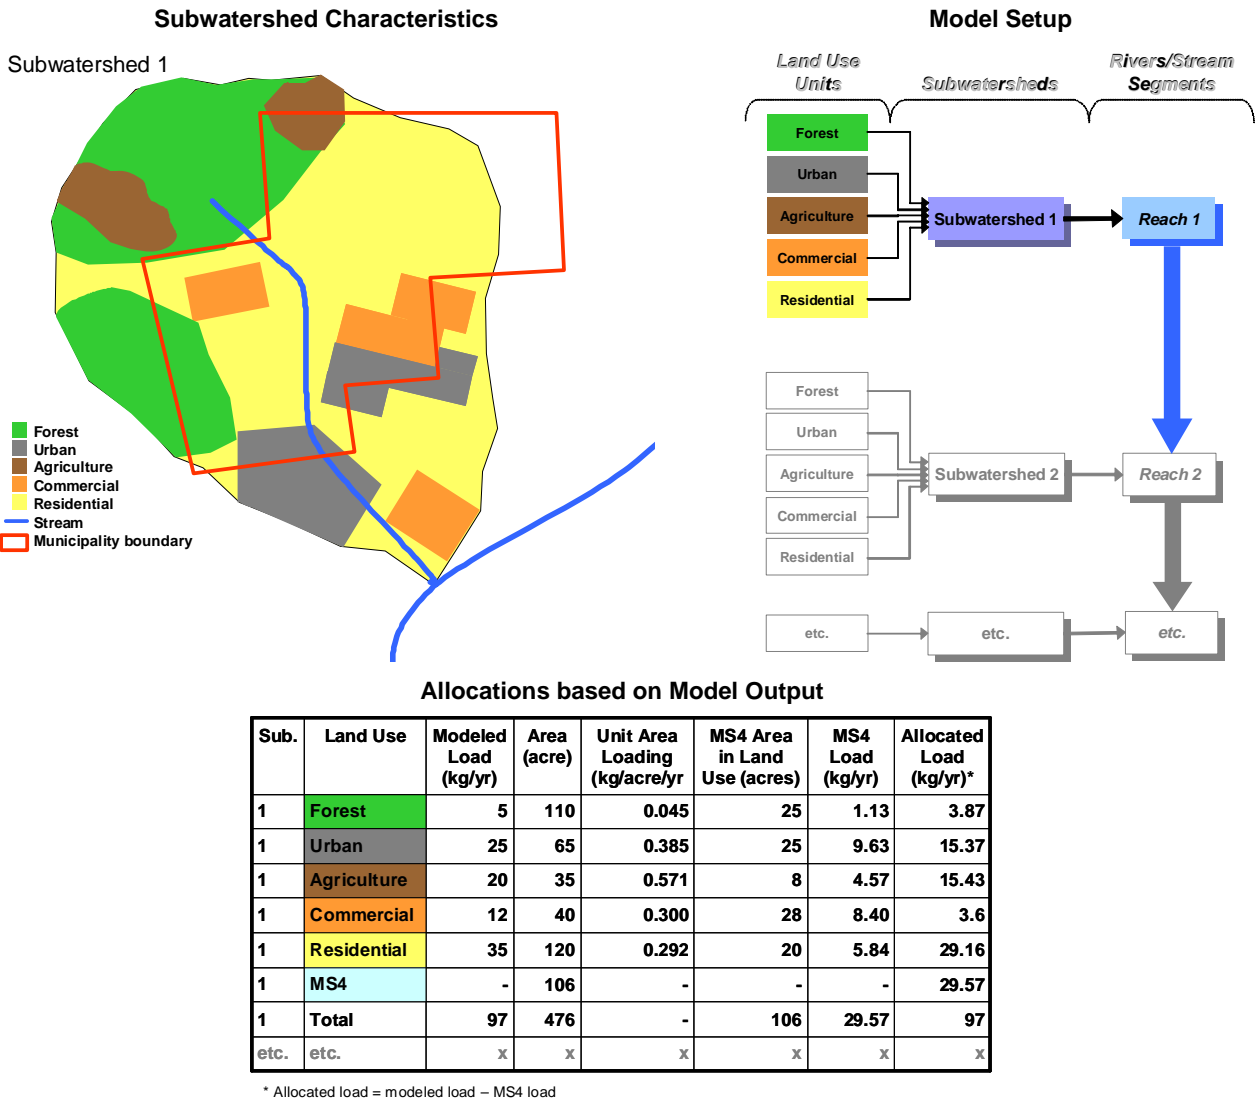 Subwatershed Characteristics
Subwatershed 1
Forest
Urban
Agriculture
Commercial
Residential
Stream
Municipality boundary
Model Setup
Land Use
Units
Subwatersheds
Rivers/Stream
Segments
Forest
Urban
Agriculture
Commercial
Residential
Subwatershed 1
Reach 1
Forest
Urban
Agriculture
Commercial
Residential
Subwatershed 2
Reach 2
etc.
etc.
etc.
Allocations based on Model Output
Sub. Land Use Modeled Area Unit Area MS4 Area MS4 Allocated
Load (acre) Loading in Land Load Load
(kg/yr) (kg/acre/yr Use (acres) (kg/yr) (kg/yr)*
1 Forest 5 110 0.045 25 1.13 3.87
1 Urban 25 65 0.385 25 9.63 15.37
1 Agriculture 20 35 0.571 8 4.57 15.43
1 Commercial 12 40 0.300 28 8.40 3.6
1 Residential 35 120 0.292 20 5.84 29.16
1 MS4 - 106 - - - 29.57
1 Total 97 476 - 106 29.57 97
etc. etc. x x x x x x
* Allocated load = modeled load – MS4 load